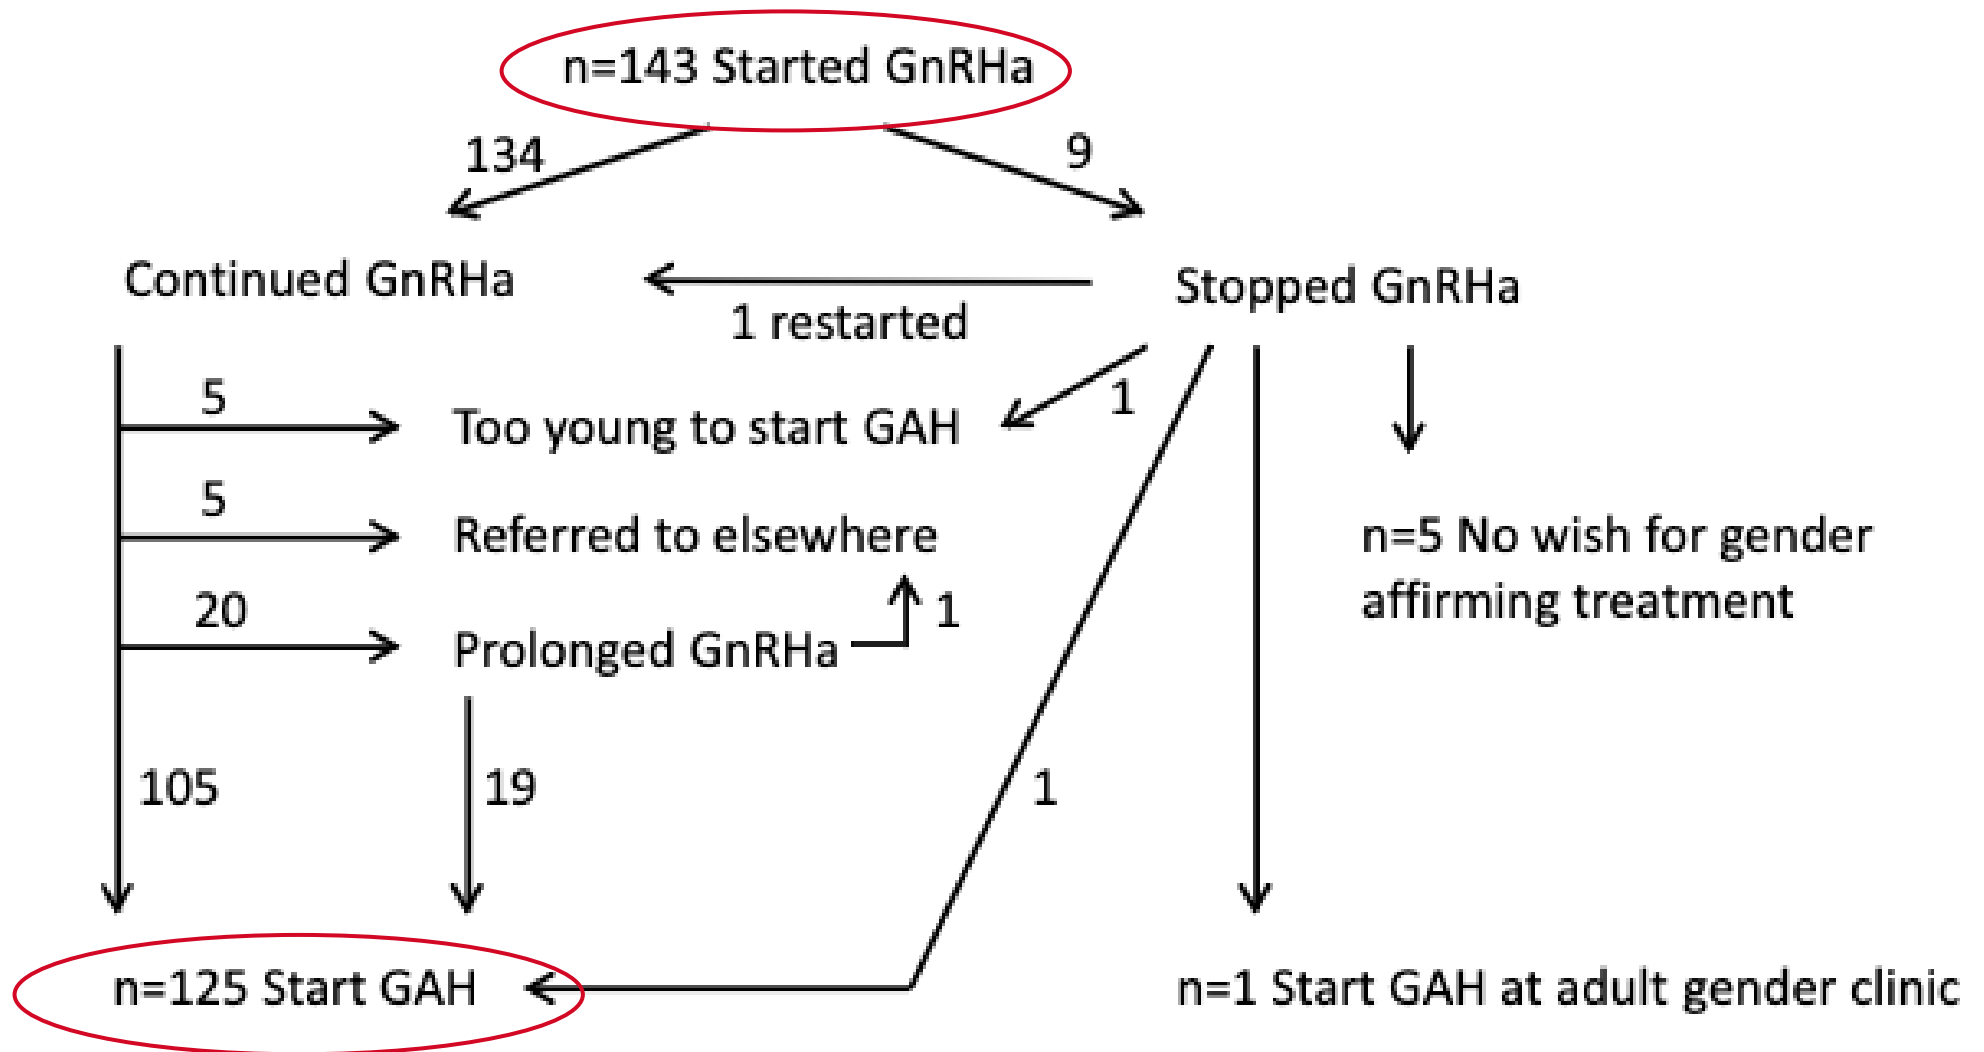 n=143 Started GnRHa
134
9
Continued GnRHa
Stopped GnRHa
1 restarted
5
1
Too young to start GAH
5
Referred to elsewhere
n=5 No wish for gender
affirming treatment
20
1
Prolonged GnRHa
105
19
1
n=125 Start GAH
n=1 Start GAH at adult gender clinic